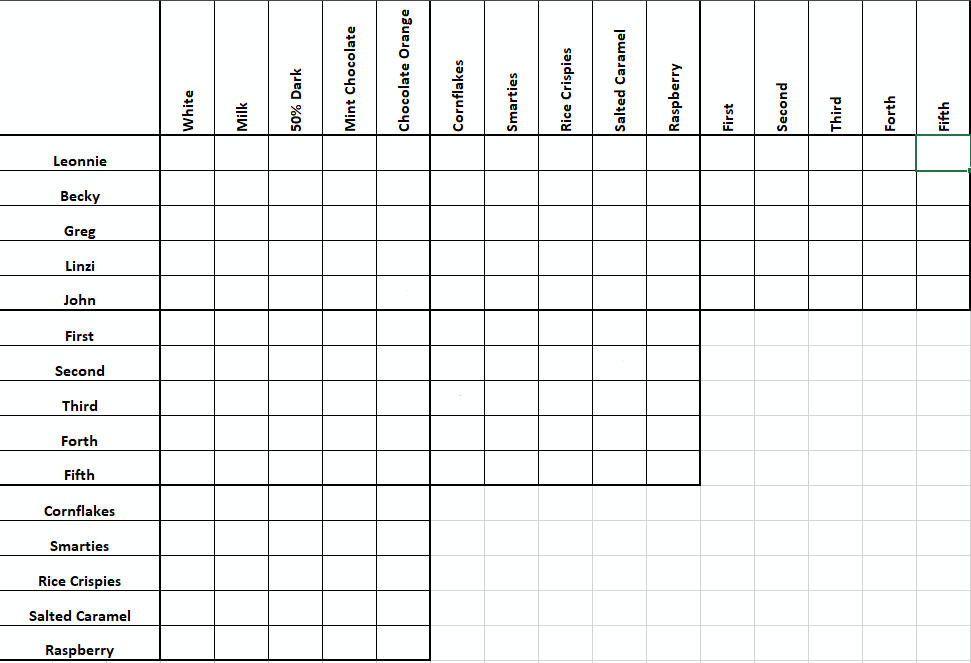 White
Milk
50% Dark
Mint Chocolate
Chocolate Orange
Cornflakes
Smarties
Rice Crispies
Salted Caramel
Raspberry
First
Second
Third
Forth
Fifth
Leonnie
Becky
Greg
Linzi
John
First
Second
Third
Forth
Fifth
Cornflakes
Smarties
Rice Crispies
Salted Caramel
Raspberry